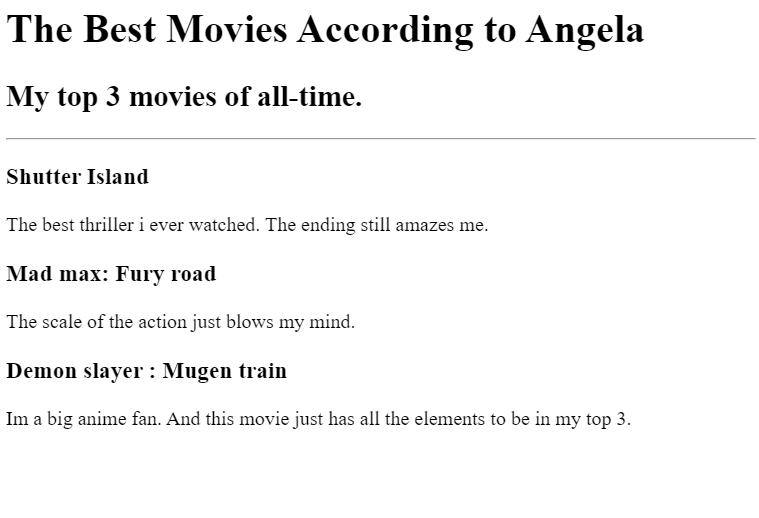 The Best Movies According to Angela
My top 3 movies of all-time.
Shutter Island
The best thriller i ever watched. The ending still amazes me.
Mad max: Fury road
The scale of the action just blows my mind.
Demon slayer : Mugen train
Im a big anime fan. And this movie just has all the elements to be in my top 3.